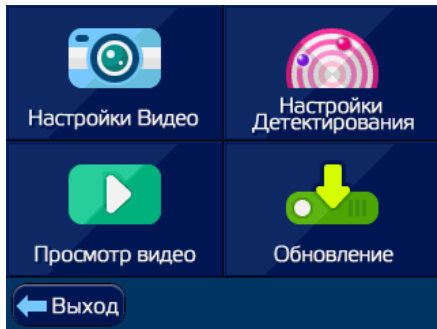 Настройки Видео
Настройки
Детектирования
Просмотр видео
Обновление
Выход